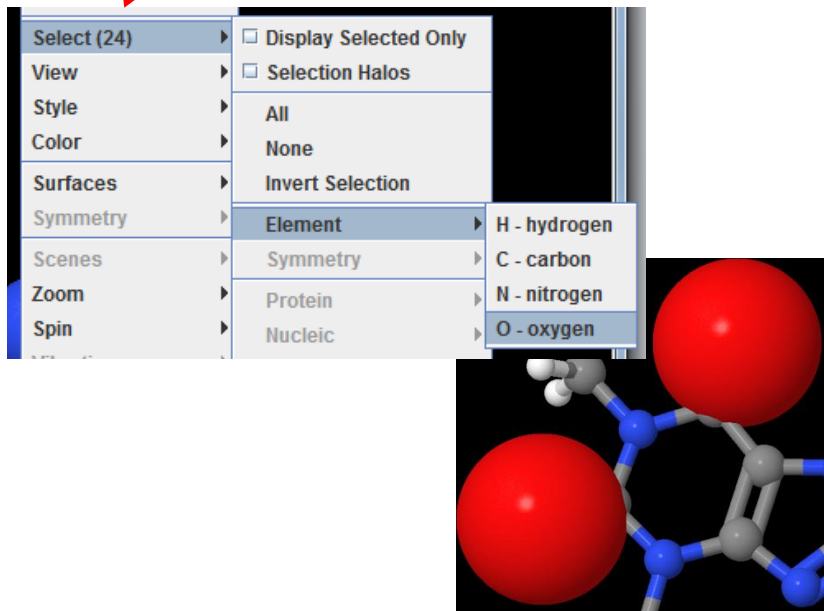 Select (24)
View
Style
Color
Surfaces
Symmetry
Scenes
Zoom
Spin
Display Selected Only
Selection Halos
All
None
Invert Selection
Element
Symmetry
Protein
Nucleic
H - hydrogen
C - carbon
N - nitrogen
O - oxygen